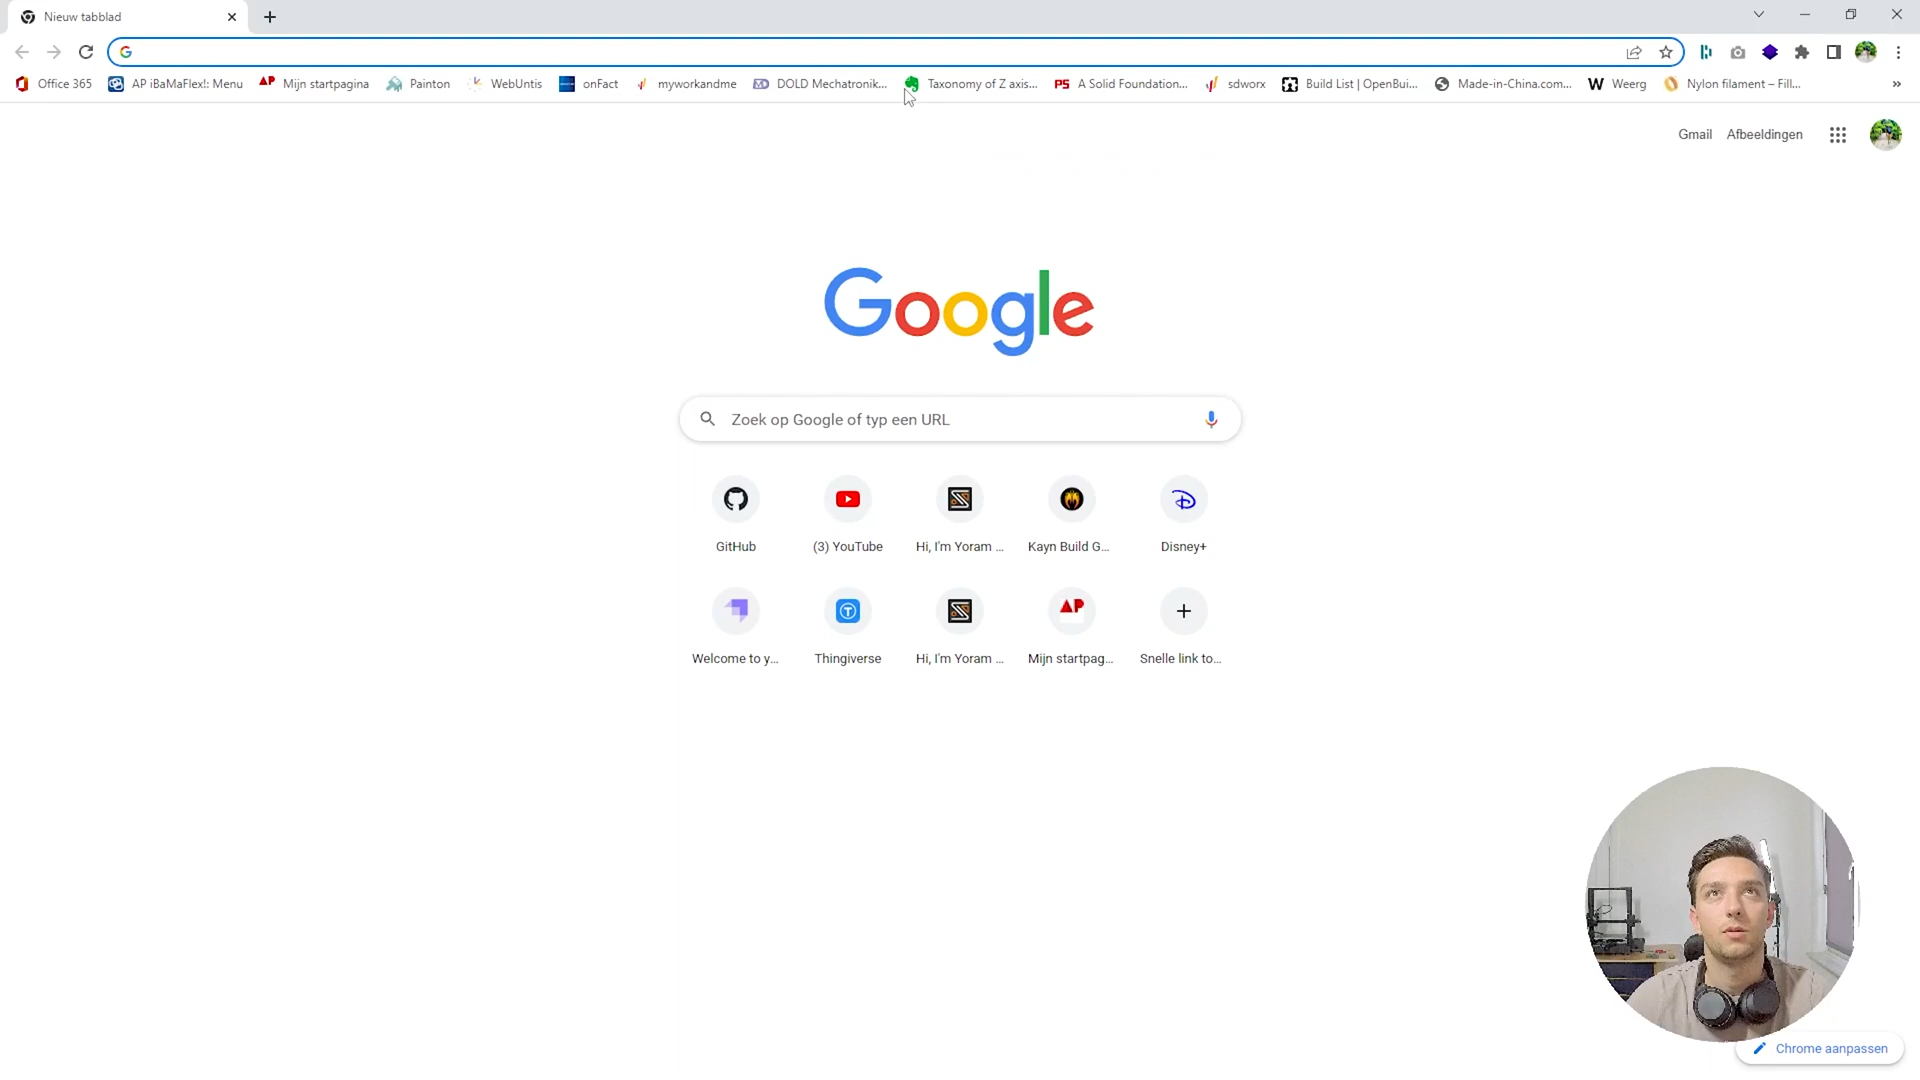 Nieuw tabblad
Office 365 AP iBaMaFlex!: Menu Mijn startpagina Painton WebUntis onFact myworkandme DOLD Mechatronik... Taxonomy of Z axis... A Solid Foundation... sdworx Build List | OpenBui... Made-in-China.com... Weerg Nylon filament – Fill...
Gmail Afbeeldingen
Google
Zoek op Google of typ een URL
GitHub (3) YouTube Hi, I'm Yoram ... Kayn Build G... Disney+
Welcome to y... Thingiverse Hi, I'm Yoram ... Mijn startpag... Snelle link to...
Chrome aanpassen